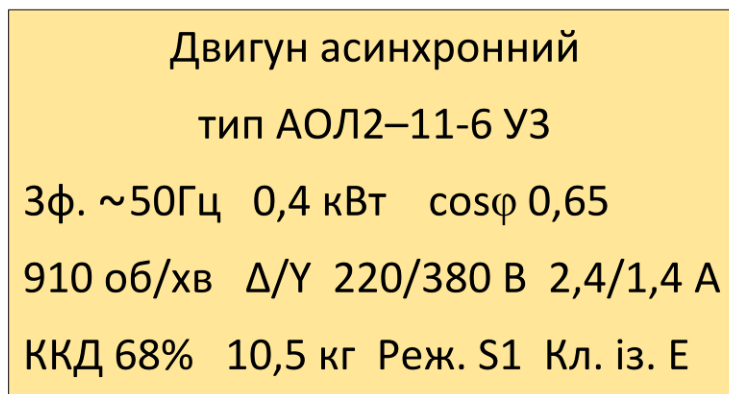 Двигун асинхронний
тип АОЛ2–11-6 У3
3ф. ~50Гц 0,4 кВт cosφ 0,65
910 об/хв Δ/Y 220/380 В 2,4/1,4 А
ККД 68% 10,5 кг Реж. S1 Кл. із. Е